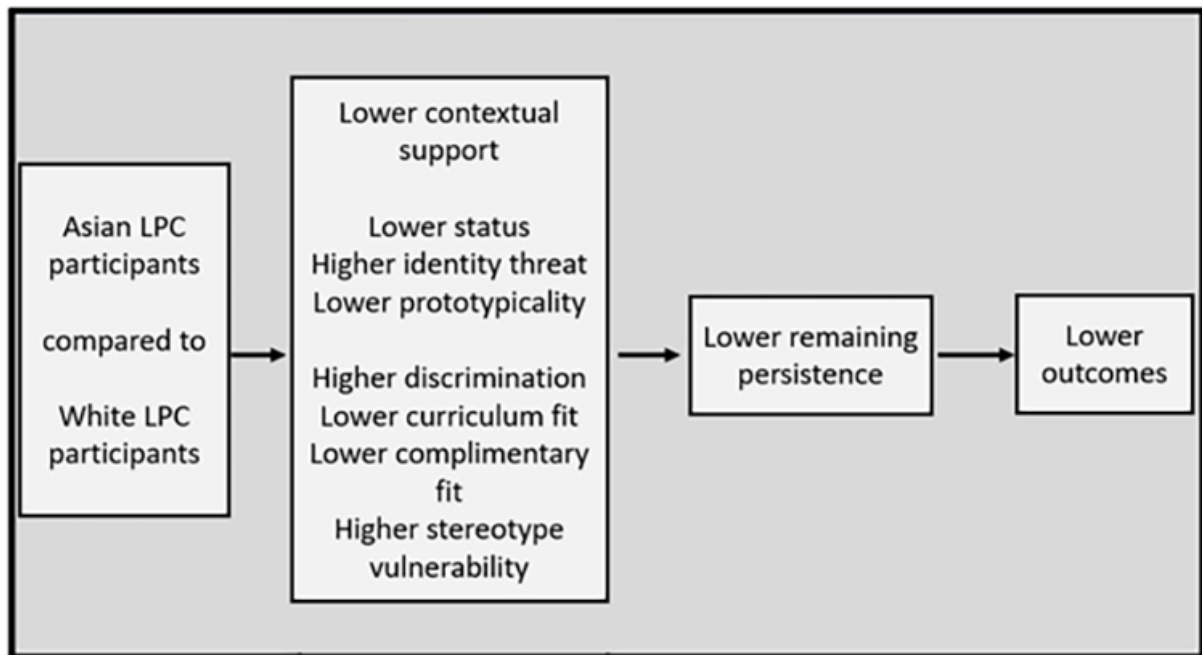 Asian LPC
participants
compared to
White LPC
participants
Lower contextual
support
Lower status
Higher identity threat
Lower prototypicality
Higher discrimination
Lower curriculum fit
Lower complimentary
fit
Higher stereotype
vulnerability
Lower remaining
persistence
Lower
outcomes